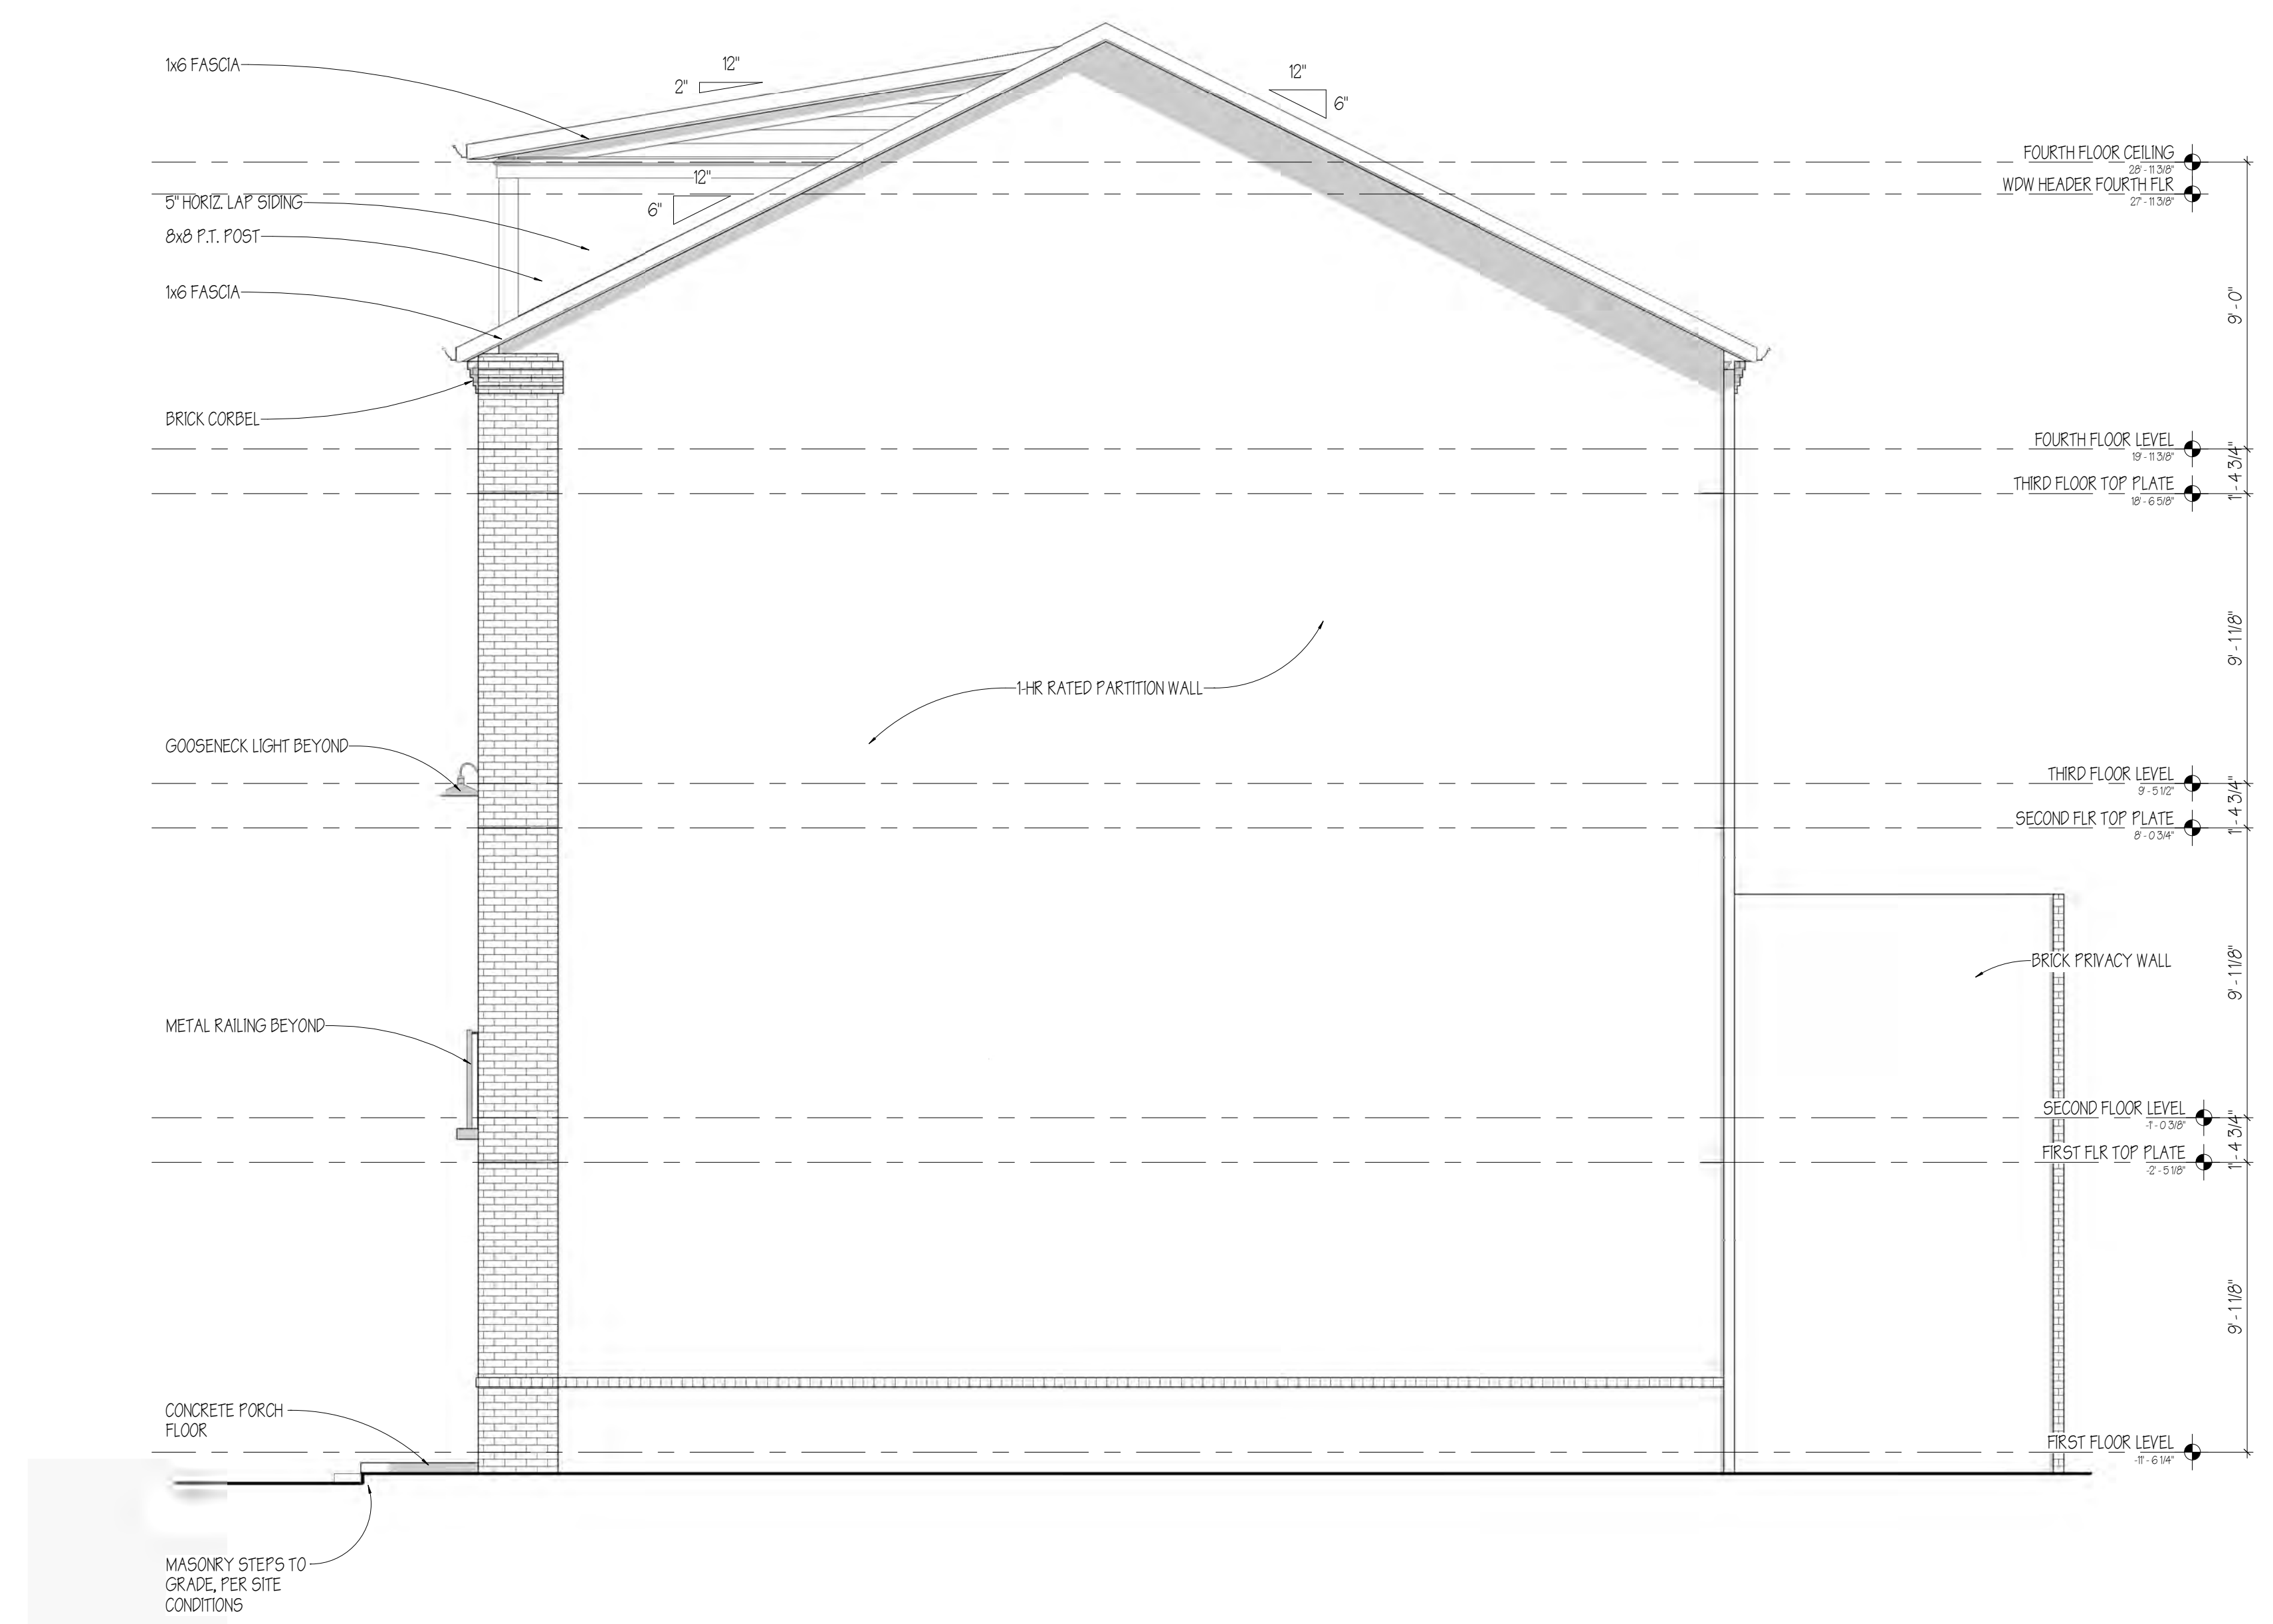 1x6 FASCIA
12"
2"
12"
6"
FOURTH FLOOR CEILING
28' - 11 3/8"
WDW HEADER FOURTH FLR
27' - 11 3/8"
12"
6"
5" HORIZ. LAP SIDING
8x8 P.T. POST
1x6 FASCIA
9' - 0"
BRICK CORBEL
FOURTH FLOOR LEVEL
19' - 11 3/8"
1' - 4 3/4"
THIRD FLOOR TOP PLATE
18' - 6 5/8"
9' - 1 1/8"
1-HR RATED PARTITION WALL
GOOSENECK LIGHT BEYOND
THIRD FLOOR LEVEL
9' - 5 1/2"
1' - 4 3/4"
SECOND FLR TOP PLATE
8' - 0 3/4"
9' - 1 1/8"
BRICK PRIVACY WALL
METAL RAILING BEYOND
SECOND FLOOR LEVEL
-1' - 0 3/8"
1' - 4 3/4"
FIRST FLR TOP PLATE
-2' - 5 1/8"
9' - 1 1/8"
CONCRETE PORCH
FLOOR
FIRST FLOOR LEVEL
-11' - 6 1/4"
MASONRY STEPS TO
GRADE, PER SITE
CONDITIONS